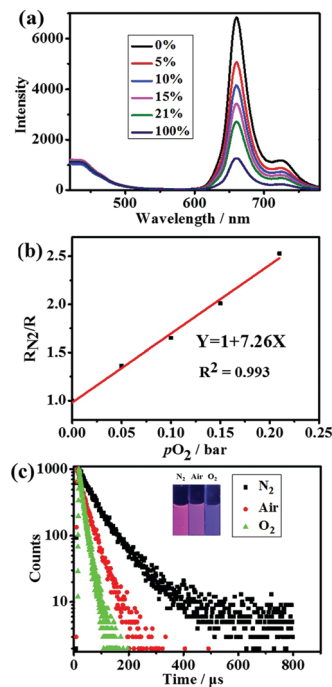 (a)
6000
4000
2000
0
Intensity
0%
5%
10%
15%
21%
100%
500 600 700
Wavelength / nm
(b)
2.5
2.0
1.5
1.0
R_N2/R
Y=1+7.26X
R² = 0.993
0.00 0.05 0.10 0.15 0.20 0.25
pO₂ / bar
(c)
1000
100
10
Counts
N₂ Air O₂
N₂
Air
O₂
0 200 400 600 800 1000
Time / μs